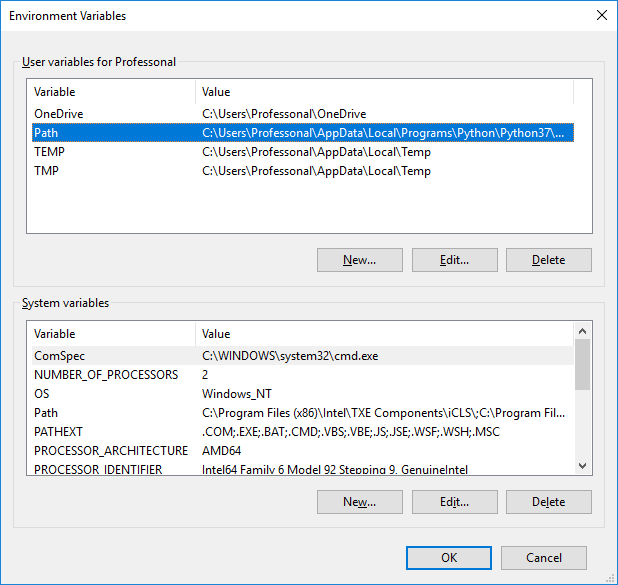 Environment Variables
User variables for Professonal
Variable Value
OneDrive C:\Users\Professonal\OneDrive
Path C:\Users\Professonal\AppData\Local\Programs\Python\Python37\...
TEMP C:\Users\Professonal\AppData\Local\Temp
TMP C:\Users\Professonal\AppData\Local\Temp
New... Edit... Delete
System variables
Variable Value
ComSpec C:\WINDOWS\system32\cmd.exe
NUMBER_OF_PROCESSORS 2
OS Windows_NT
Path C:\Program Files (x86)\Intel\TXE Components\iCLS\;C:\Program Fil...
PATHEXT .COM;.EXE;.BAT;.CMD;.VBS;.VBE;.JS;.JSE;.WSF;.WSH;.MSC
PROCESSOR_ARCHITECTURE AMD64
PROCESSOR_IDENTIFIER Intel64 Family 6 Model 92 Stepping 9, GenuineIntel
New... Edit... Delete
OK Cancel